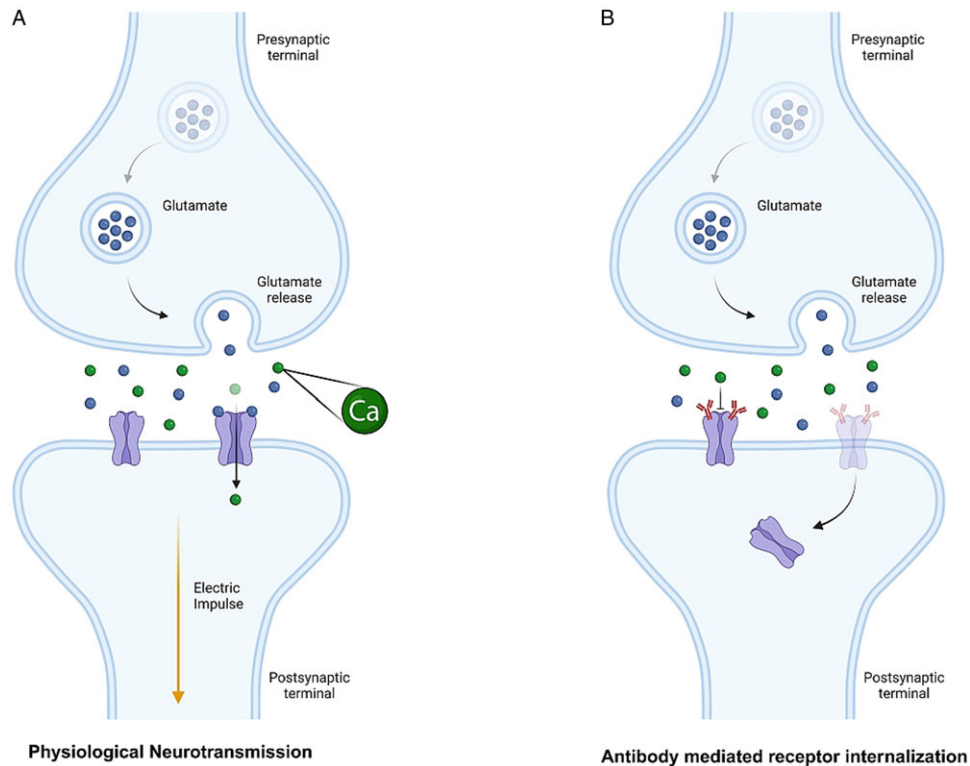 A
Presynaptic
terminal
Glutamate
Glutamate
release
Ca
Electric
Impulse
Postsynaptic
terminal
Physiological Neurotransmission
B
Presynaptic
terminal
Glutamate
Glutamate
release
Postsynaptic
terminal
Antibody mediated receptor internalization